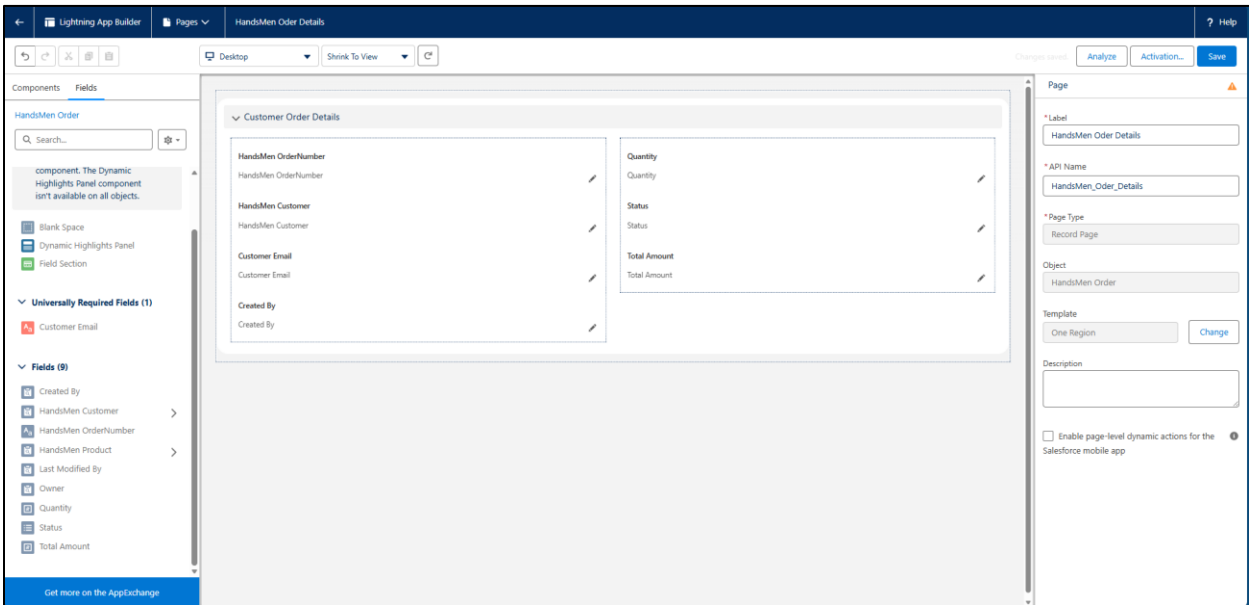 Lightning App Builder
Pages
HandsMen Oder Details
? Help
Desktop
Shrink To View
Changes saved.
Analyze
Activation...
Save
Components
Fields
HandsMen Order
Search...
component. The Dynamic
Highlights Panel component
isn't available on all objects.
Blank Space
Dynamic Highlights Panel
Field Section
Universally Required Fields (1)
Customer Email
Fields (9)
Created By
HandsMen Customer
HandsMen OrderNumber
HandsMen Product
Last Modified By
Owner
Quantity
Status
Total Amount
Get more on the AppExchange
Customer Order Details
HandsMen OrderNumber
HandsMen OrderNumber
HandsMen Customer
HandsMen Customer
Customer Email
Customer Email
Created By
Created By
Quantity
Quantity
Status
Status
Total Amount
Total Amount
Page
*Label
HandsMen Oder Details
*API Name
HandsMen_Oder_Details
*Page Type
Record Page
Object
HandsMen Order
Template
One Region
Change
Description
Enable page-level dynamic actions for the
Salesforce mobile app